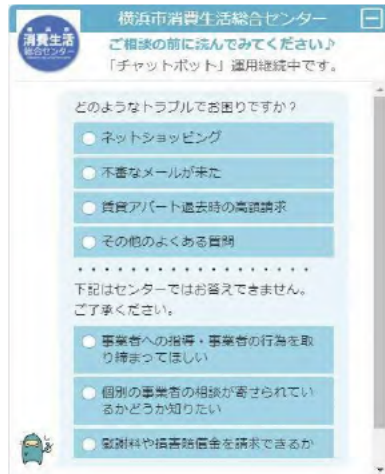 横浜市消費生活総合センター
消費生活
総合センター
ご相談の前に読んでみてください♪
「チャットボット」運用継続中です。
どのようなトラブルでお困りですか？
ネットショッピング
不審なメールが来た
賃貸アパート退去時の高額請求
その他のよくある質問
・・・・・・・・・・・・・・・・・・
下記はセンターではお答えできません。
ご了承ください。
事業者への指導・事業者の行為を取
り締まってほしい
個別の事業者の相談が寄せられてい
るかどうか知りたい
慰謝料や損害賠償金を請求できるか